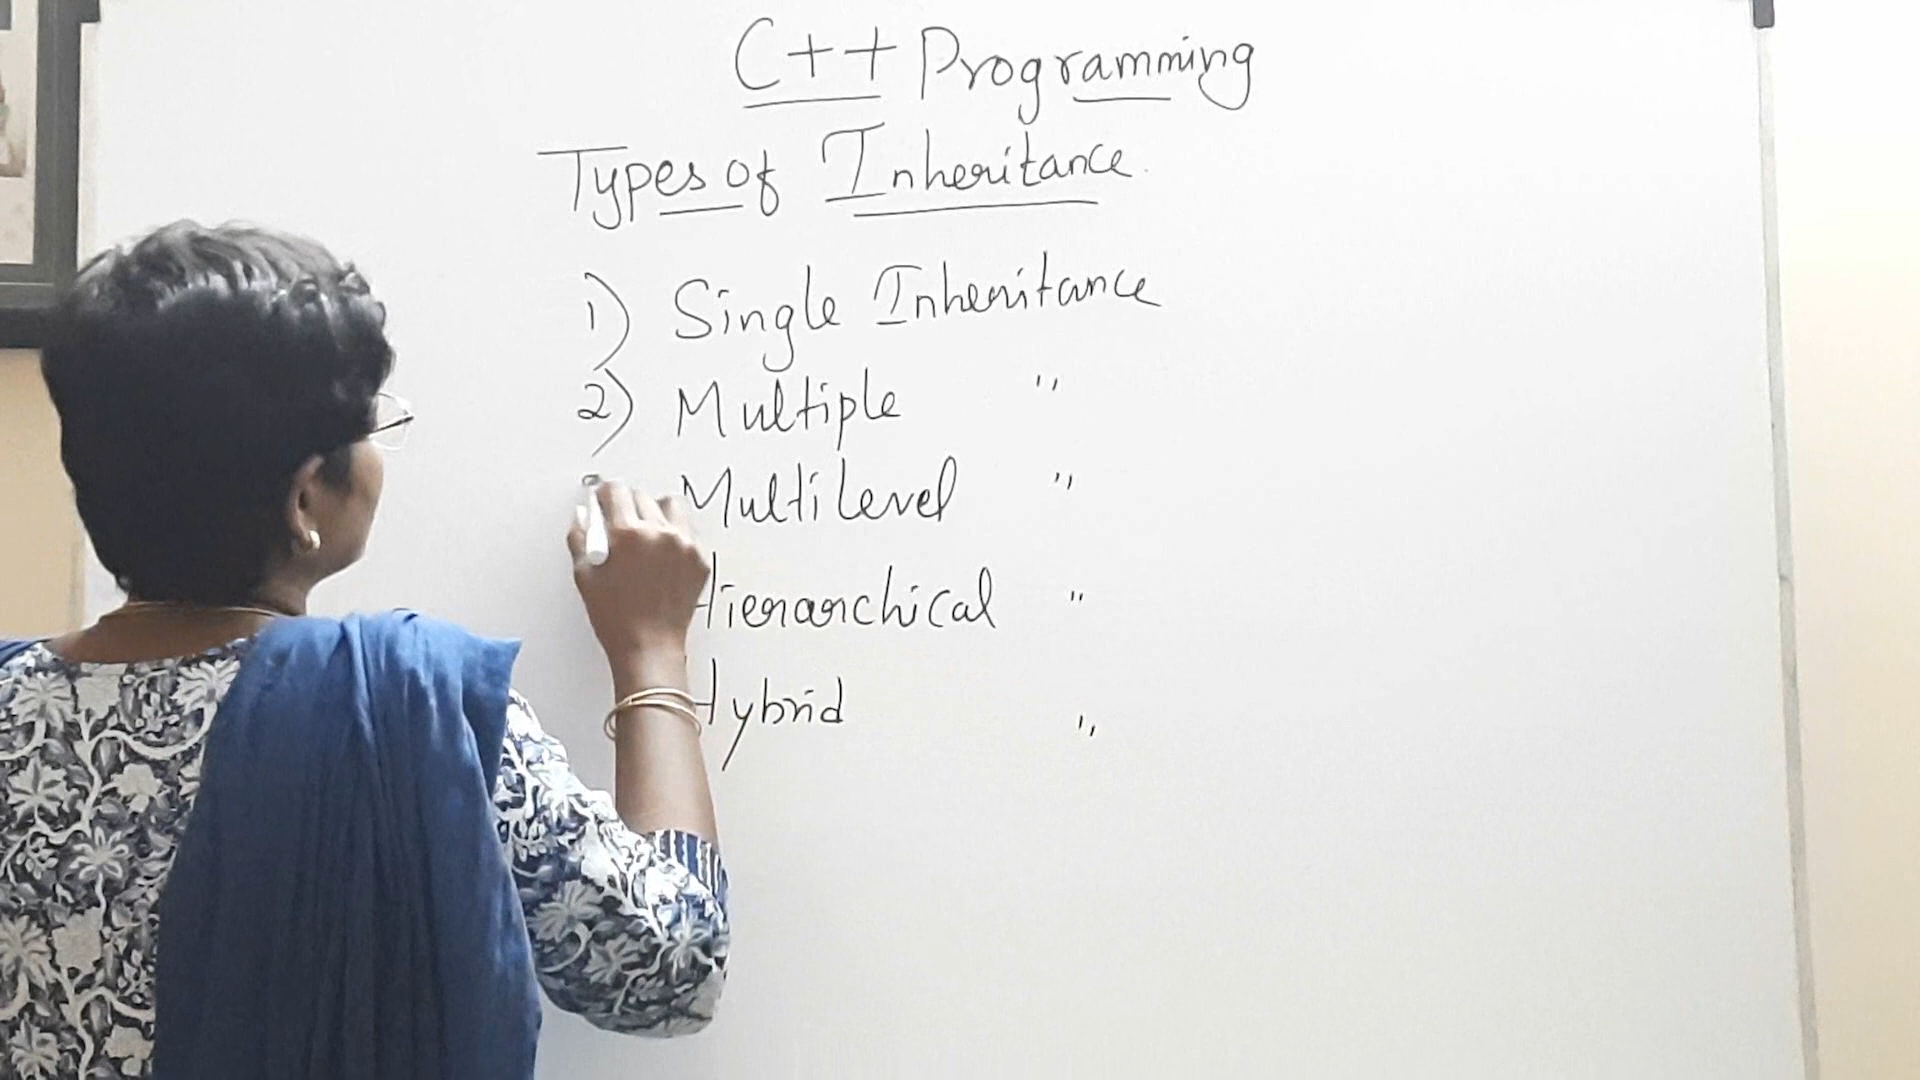 C++ Programming
Types of Inheritance
1) Single Inheritance
2) Multiple "
MultiLevel "
Hierarchical "
Hybrid "